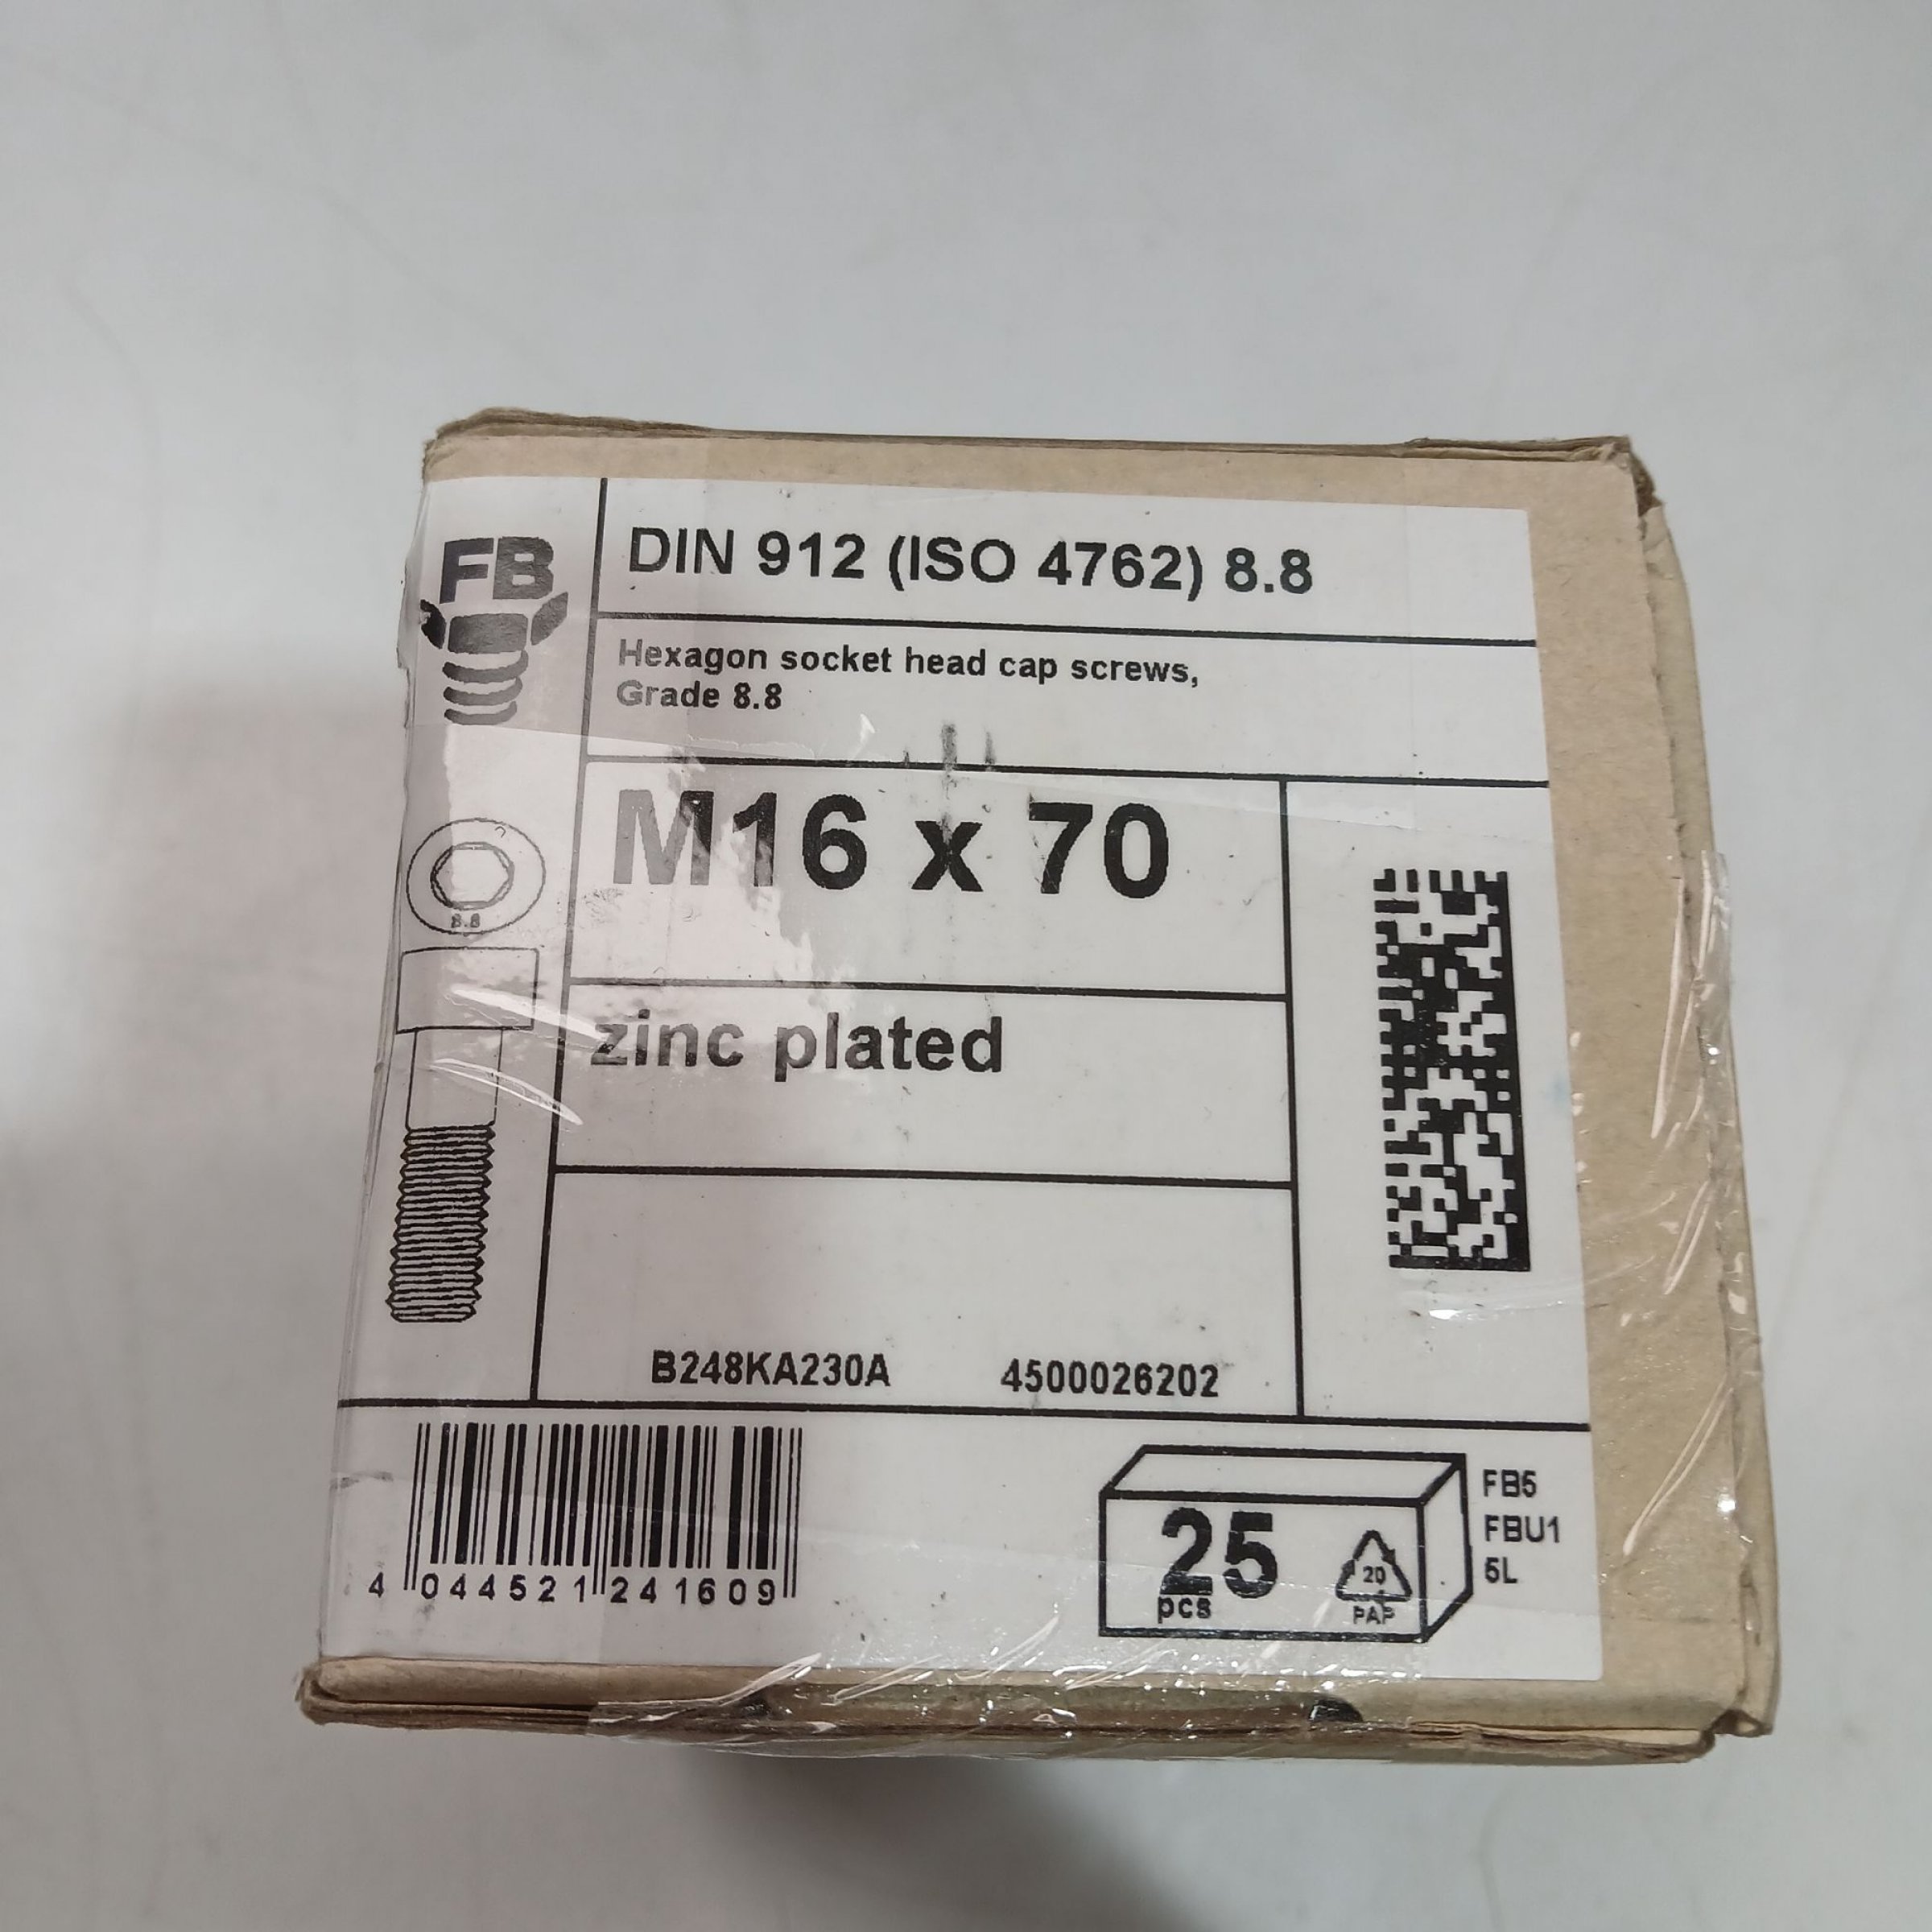 FB
DIN 912 (ISO 4762) 8.8
Hexagon socket head cap screws,
Grade 8.8
M16 x 70
8.8
zinc plated
B248KA230A 4500026202
4 044521 241609
25
pcs
20
PAP
FB5
FBU1
5L